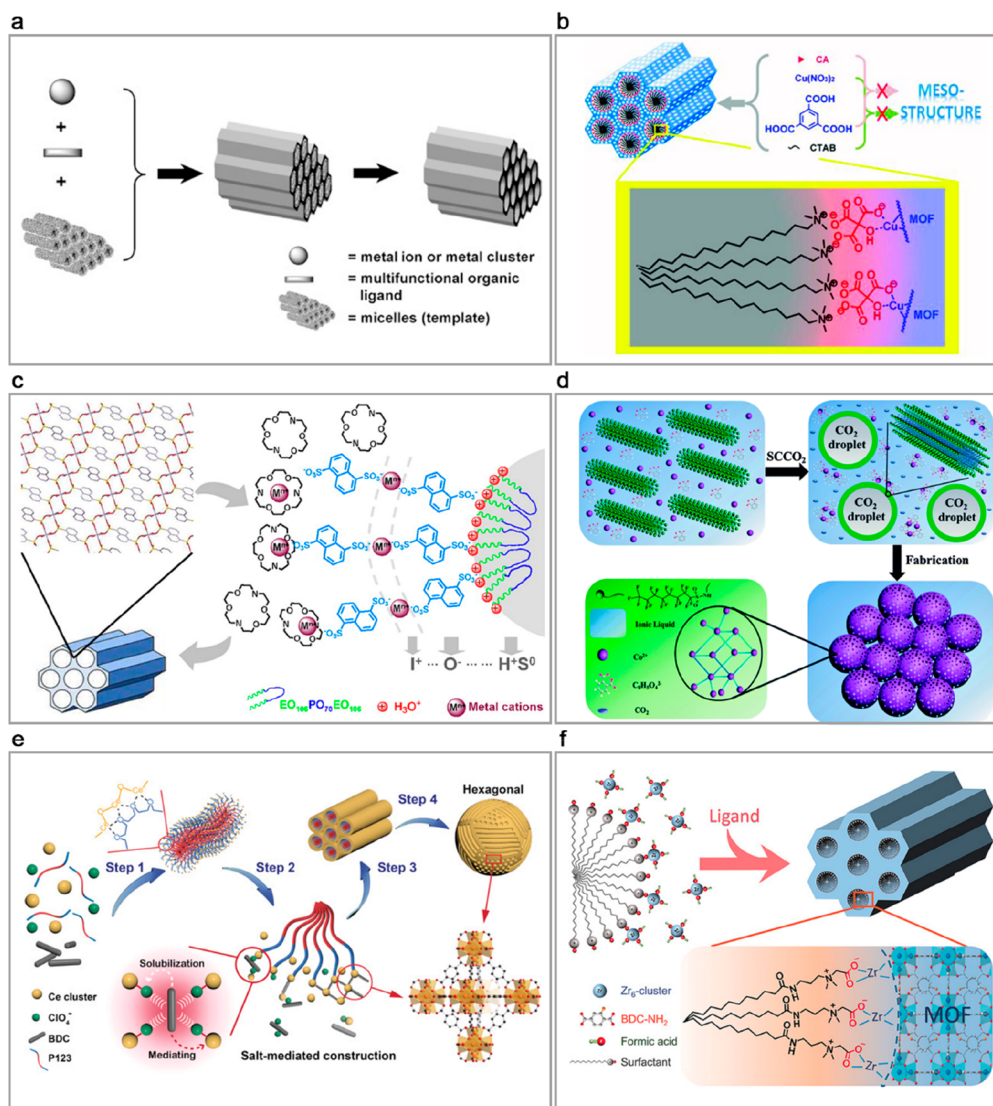 a
+
+
= metal ion or metal cluster
= multifunctional organic
ligand
= micelles (template)
b
CA
Cu(NO₃)₂
COOH
HOOC
COOH
CTAB
MESO-
STRUCTURE
MOF
MOF
c
I⁺ ··· O⁻ ··· ··· H⁺S⁰
EO₁₀₆PO₇₀EO₁₀₆
H₃O⁺
Metal cations
d
SCCO₂
CO₂
droplet
CO₂
droplet
CO₂
droplet
Fabrication
Ionic Liquid
Co²⁺
CO₂
e
Step 1
Step 2
Step 3
Step 4
Hexagonal
Solubilization
Mediating
Ce cluster
ClO₄⁻
BDC
P123
Salt-mediated construction
f
Ligand
Zr₆-cluster
BDC-NH₂
Formic acid
Surfactant
MOF